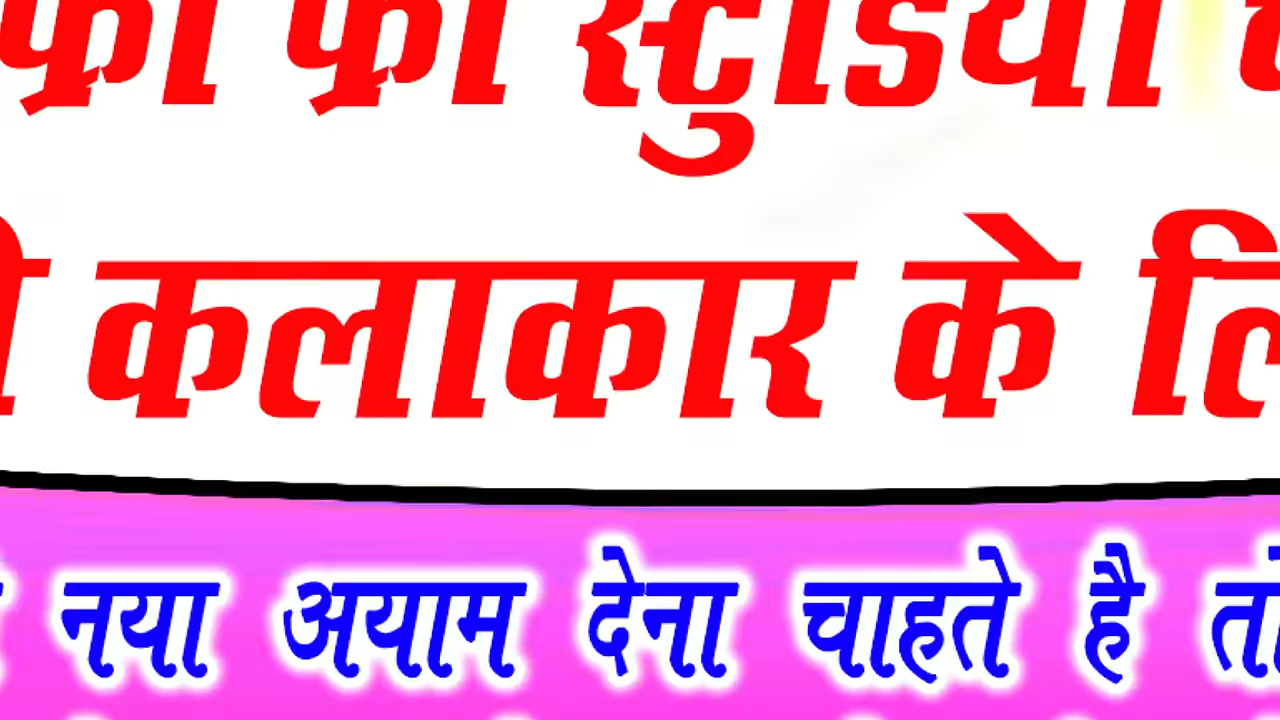 फ्री फ्री स्टुडियो
कलाकार के लि
नया अयाम देना चाहते है तो